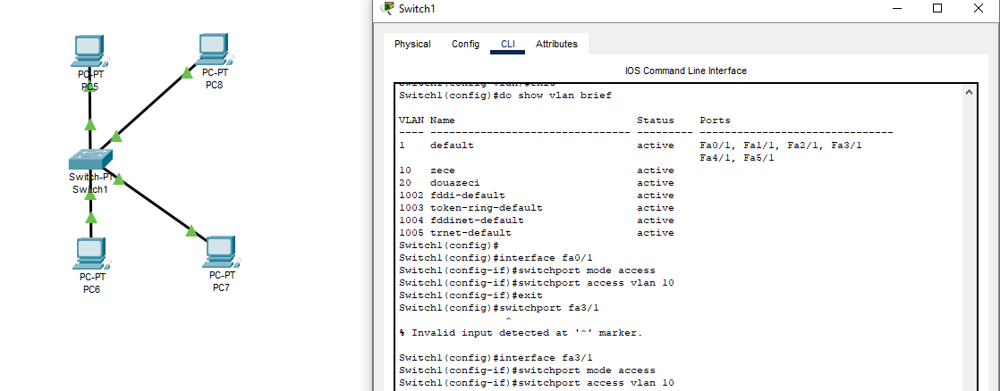 Switch1
Physical Config CLI Attributes
IOS Command Line Interface
Switch1(config-vlan)#exit
Switch1(config)#do show vlan brief
VLAN Name Status Ports
---- -------------------------------- --------- -------------------------------
1 default active Fa0/1, Fa1/1, Fa2/1, Fa3/1
Fa4/1, Fa5/1
10 zece active
20 douazeci active
1002 fddi-default active
1003 token-ring-default active
1004 fddinet-default active
1005 trnet-default active
Switch1(config)#
Switch1(config)#interface fa0/1
Switch1(config-if)#switchport mode access
Switch1(config-if)#switchport access vlan 10
Switch1(config-if)#exit
Switch1(config)#switchport fa3/1
^
% Invalid input detected at '^' marker.
Switch1(config)#interface fa3/1
Switch1(config-if)#switchport mode access
Switch1(config-if)#switchport access vlan 10
PC-PT
PC5
PC-PT
PC8
Switch-PT
Switch1
PC-PT
PC6
PC-PT
PC7